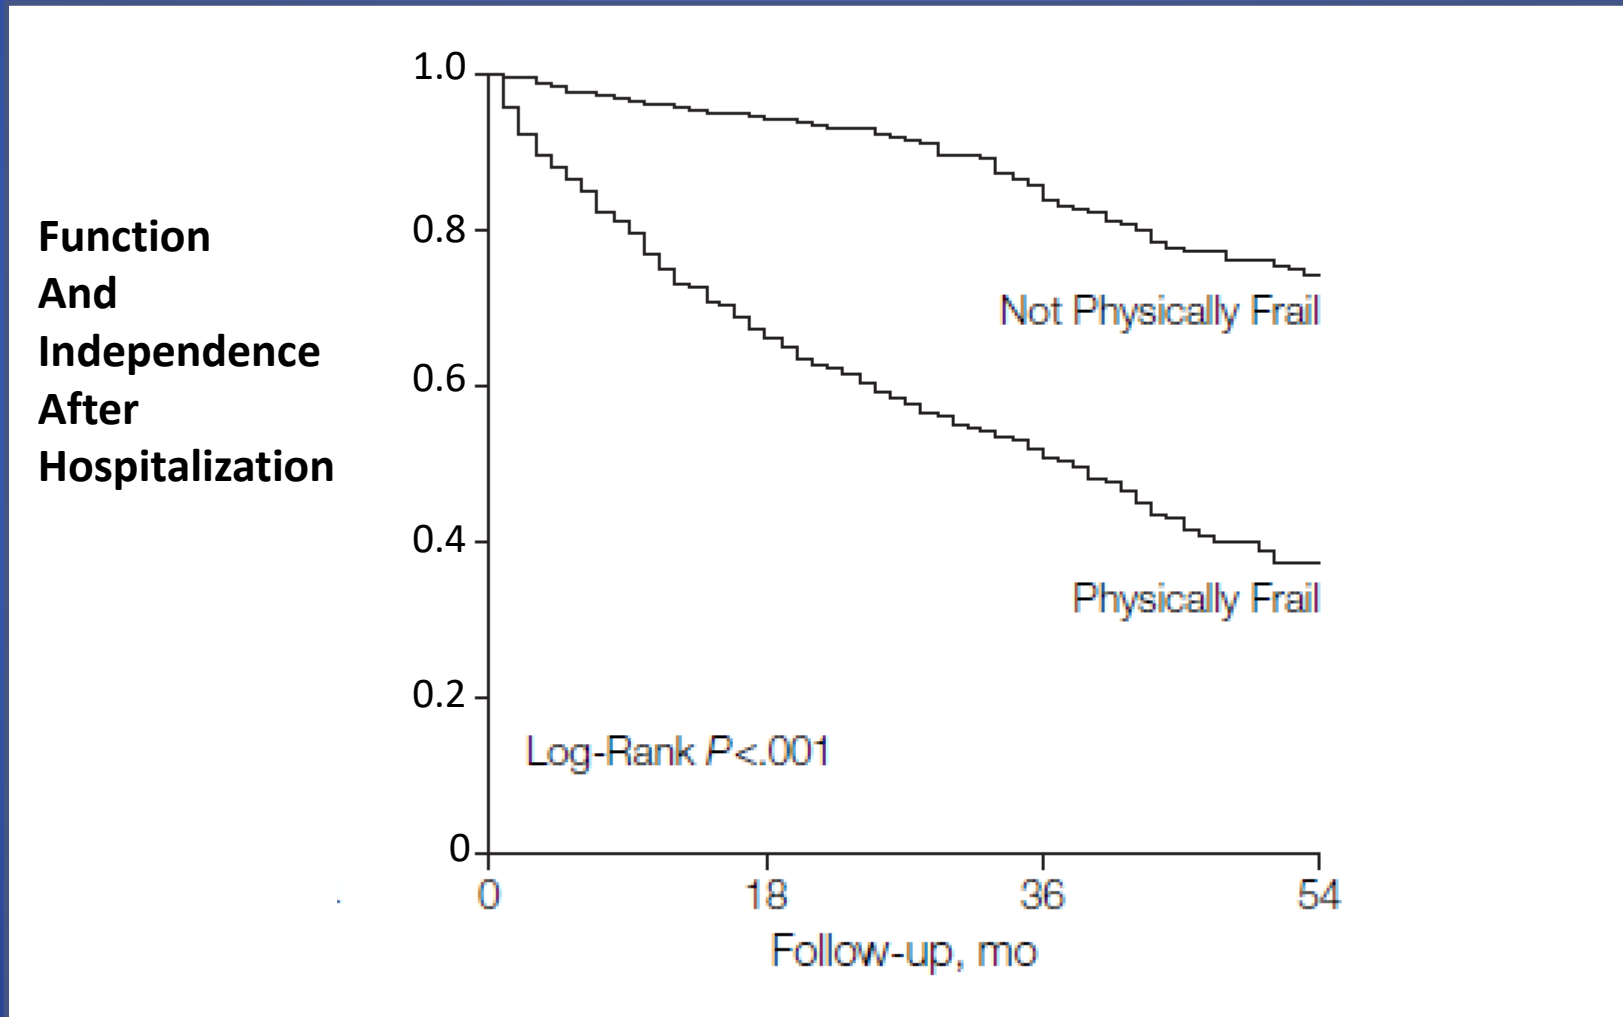 Function
And
Independence
After
Hospitalization
1.0
0.8
0.6
0.4
0.2
0
Not Physically Frail
Physically Frail
Log-Rank P<.001
0 18 36 54
Follow-up, mo